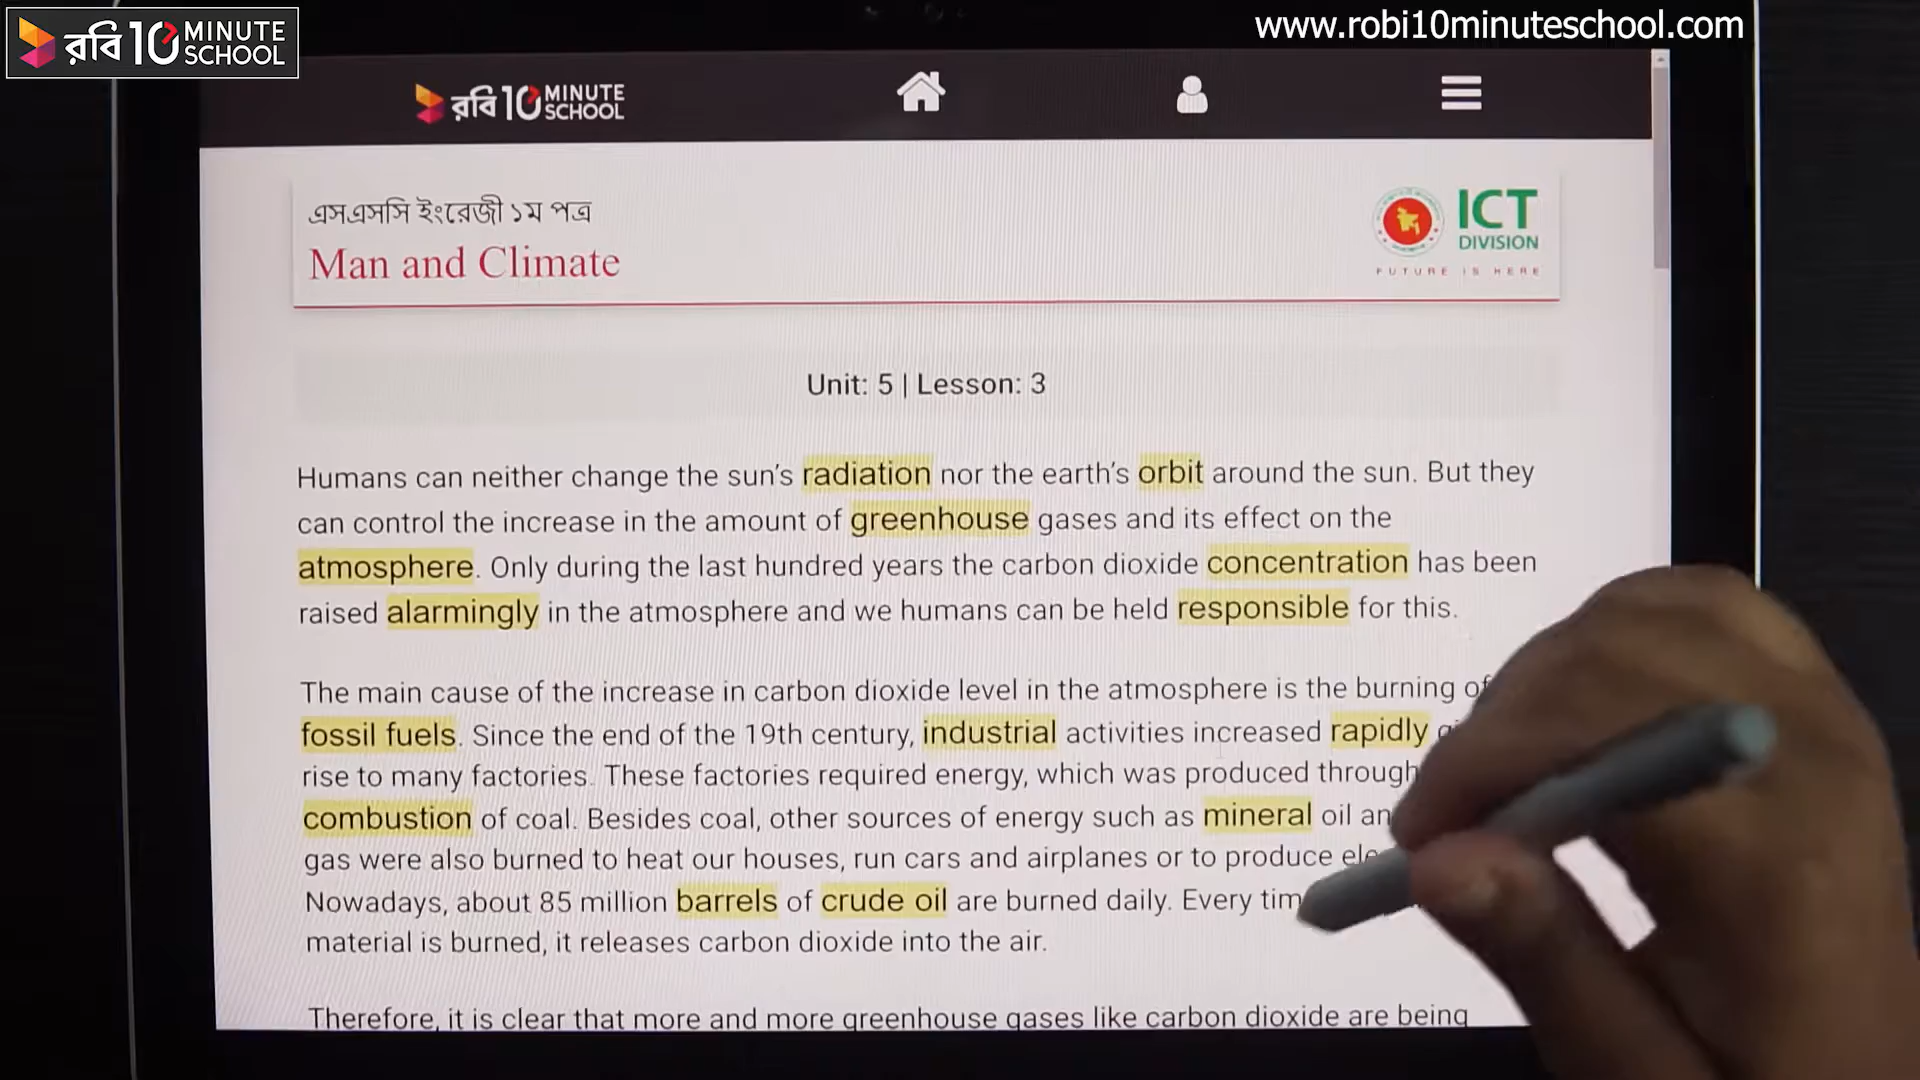 রবি 10 MINUTE SCHOOL
www.robi10minuteschool.com
রবি 10 MINUTE SCHOOL
এসএসসি ইংরেজী ১ম পত্র
Man and Climate
ICT
DIVISION
FUTURE IS HERE
Unit: 5 | Lesson: 3
Humans can neither change the sun's radiation nor the earth's orbit around the sun. But they
can control the increase in the amount of greenhouse gases and its effect on the
atmosphere. Only during the last hundred years the carbon dioxide concentration has been
raised alarmingly in the atmosphere and we humans can be held responsible for this.
The main cause of the increase in carbon dioxide level in the atmosphere is the burning of
fossil fuels. Since the end of the 19th century, industrial activities increased rapidly
rise to many factories. These factories required energy, which was produced through
combustion of coal. Besides coal, other sources of energy such as mineral oil
gas were also burned to heat our houses, run cars and airplanes or to produce
Nowadays, about 85 million barrels of crude oil are burned daily. Every
material is burned, it releases carbon dioxide into the air.
Therefore, it is clear that more and more greenhouse gases like carbon dioxide are being